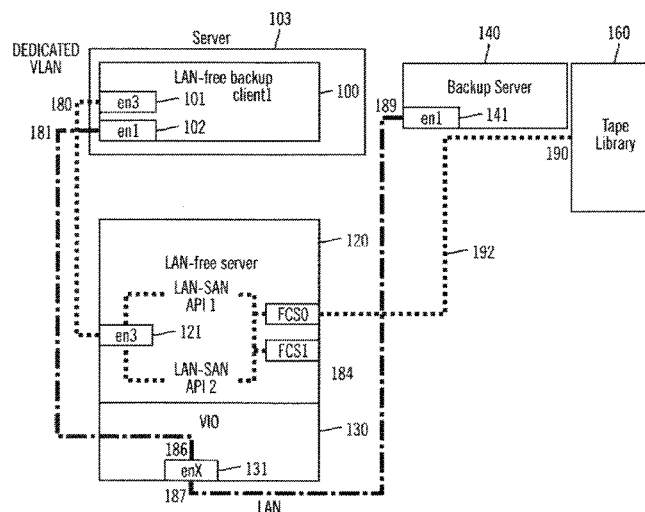 103
Server
DEDICATED
VLAN
LAN-free backup
client1
100
180
en3
101
181
en1
102
140
Backup Server
189
en1
141
160
Tape
Library
190
192
120
LAN-free server
LAN-SAN
API 1
FCS0
en3
121
FCS1
LAN-SAN
API 2
184
VIO
130
186
enX
131
187
LAN